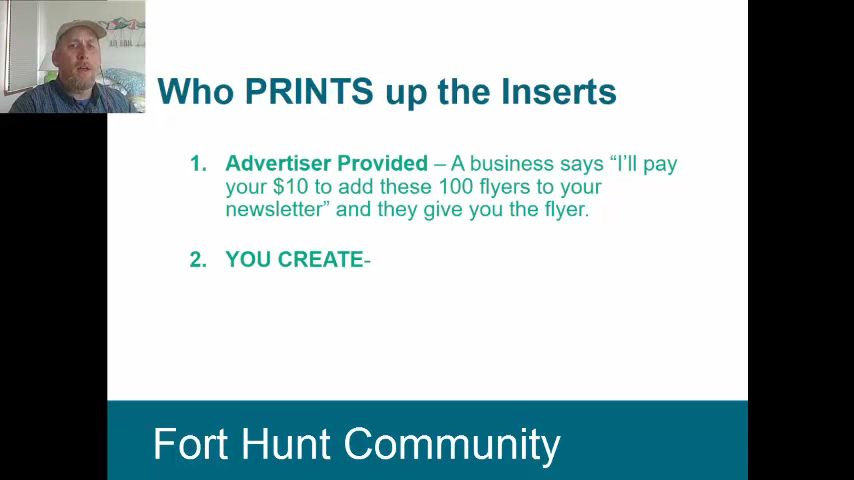 Who PRINTS up the Inserts
1. Advertiser Provided – A business says “I’ll pay
your $10 to add these 100 flyers to your
newsletter” and they give you the flyer.
2. YOU CREATE-
Fort Hunt Community